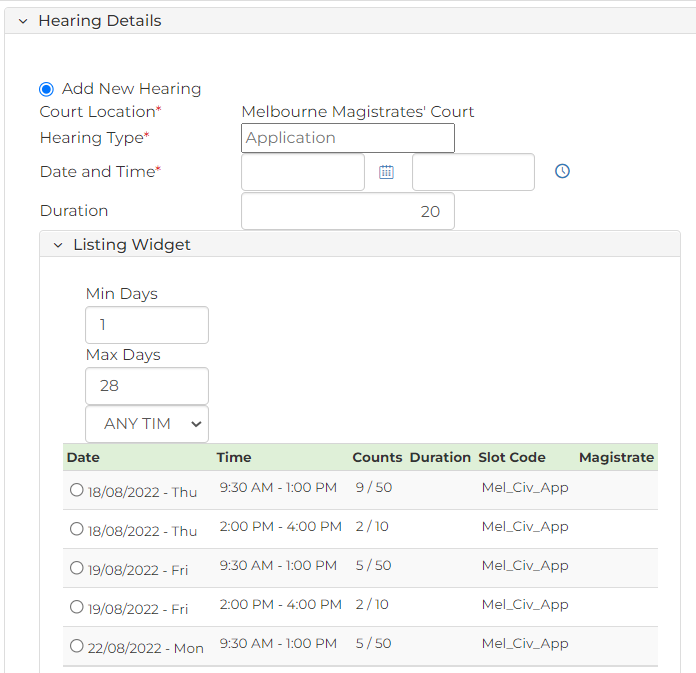 Hearing Details
Add New Hearing
Court Location* Melbourne Magistrates' Court
Hearing Type* Application
Date and Time*
Duration 20
Listing Widget
Min Days
1
Max Days
28
ANY TIM
Date Time Counts Duration Slot Code Magistrate
18/08/2022 - Thu 9:30 AM - 1:00 PM 9 / 50 Mel_Civ_App
18/08/2022 - Thu 2:00 PM - 4:00 PM 2 / 10 Mel_Civ_App
19/08/2022 - Fri 9:30 AM - 1:00 PM 5 / 50 Mel_Civ_App
19/08/2022 - Fri 2:00 PM - 4:00 PM 2 / 10 Mel_Civ_App
22/08/2022 - Mon 9:30 AM - 1:00 PM 5 / 50 Mel_Civ_App